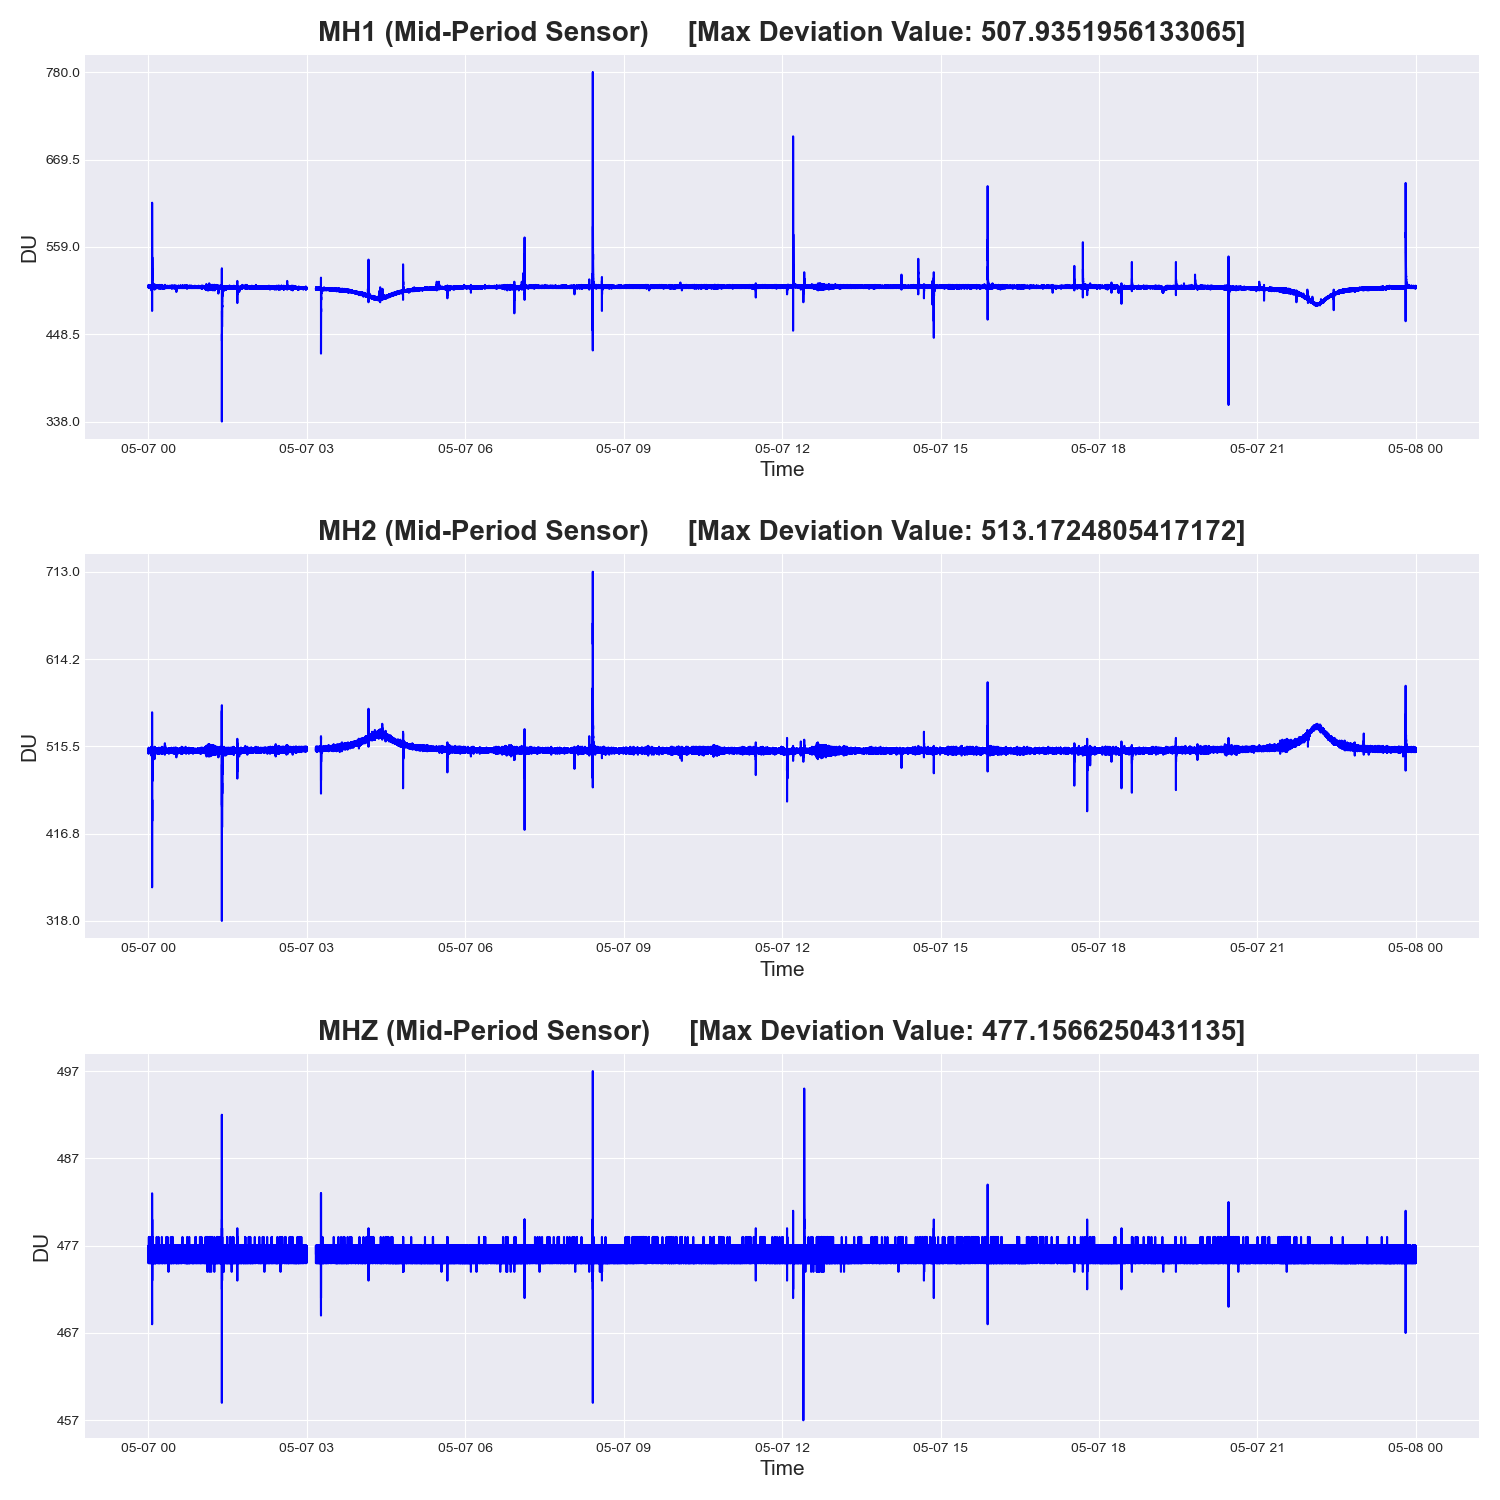 MH1 (Mid-Period Sensor) [Max Deviation Value: 507.9351956133065]
780.0
669.5
559.0
448.5
338.0
DU
05-07 00 05-07 03 05-07 06 05-07 09 05-07 12 05-07 15 05-07 18 05-07 21 05-08 00
Time
MH2 (Mid-Period Sensor) [Max Deviation Value: 513.1724805417172]
713.0
614.2
515.5
416.8
318.0
DU
05-07 00 05-07 03 05-07 06 05-07 09 05-07 12 05-07 15 05-07 18 05-07 21 05-08 00
Time
MHZ (Mid-Period Sensor) [Max Deviation Value: 477.1566250431135]
497
487
477
467
457
DU
05-07 00 05-07 03 05-07 06 05-07 09 05-07 12 05-07 15 05-07 18 05-07 21 05-08 00
Time